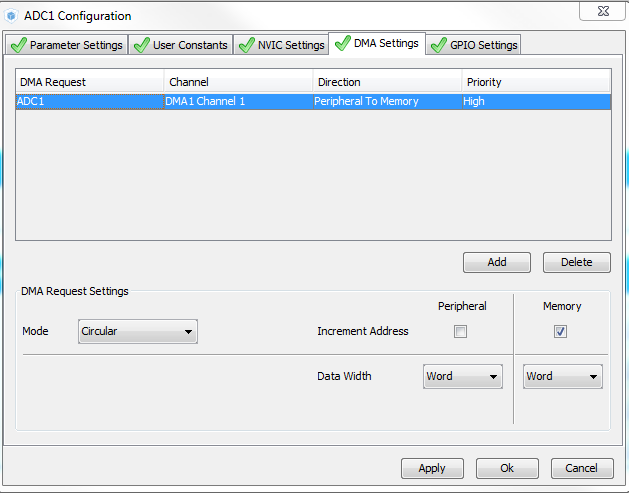 ADC1 Configuration
Parameter Settings User Constants NVIC Settings DMA Settings GPIO Settings
DMA Request Channel Direction Priority
ADC1 DMA1 Channel 1 Peripheral To Memory High
Add Delete
DMA Request Settings
Peripheral Memory
Mode Circular Increment Address
Data Width Word Word
Apply Ok Cancel